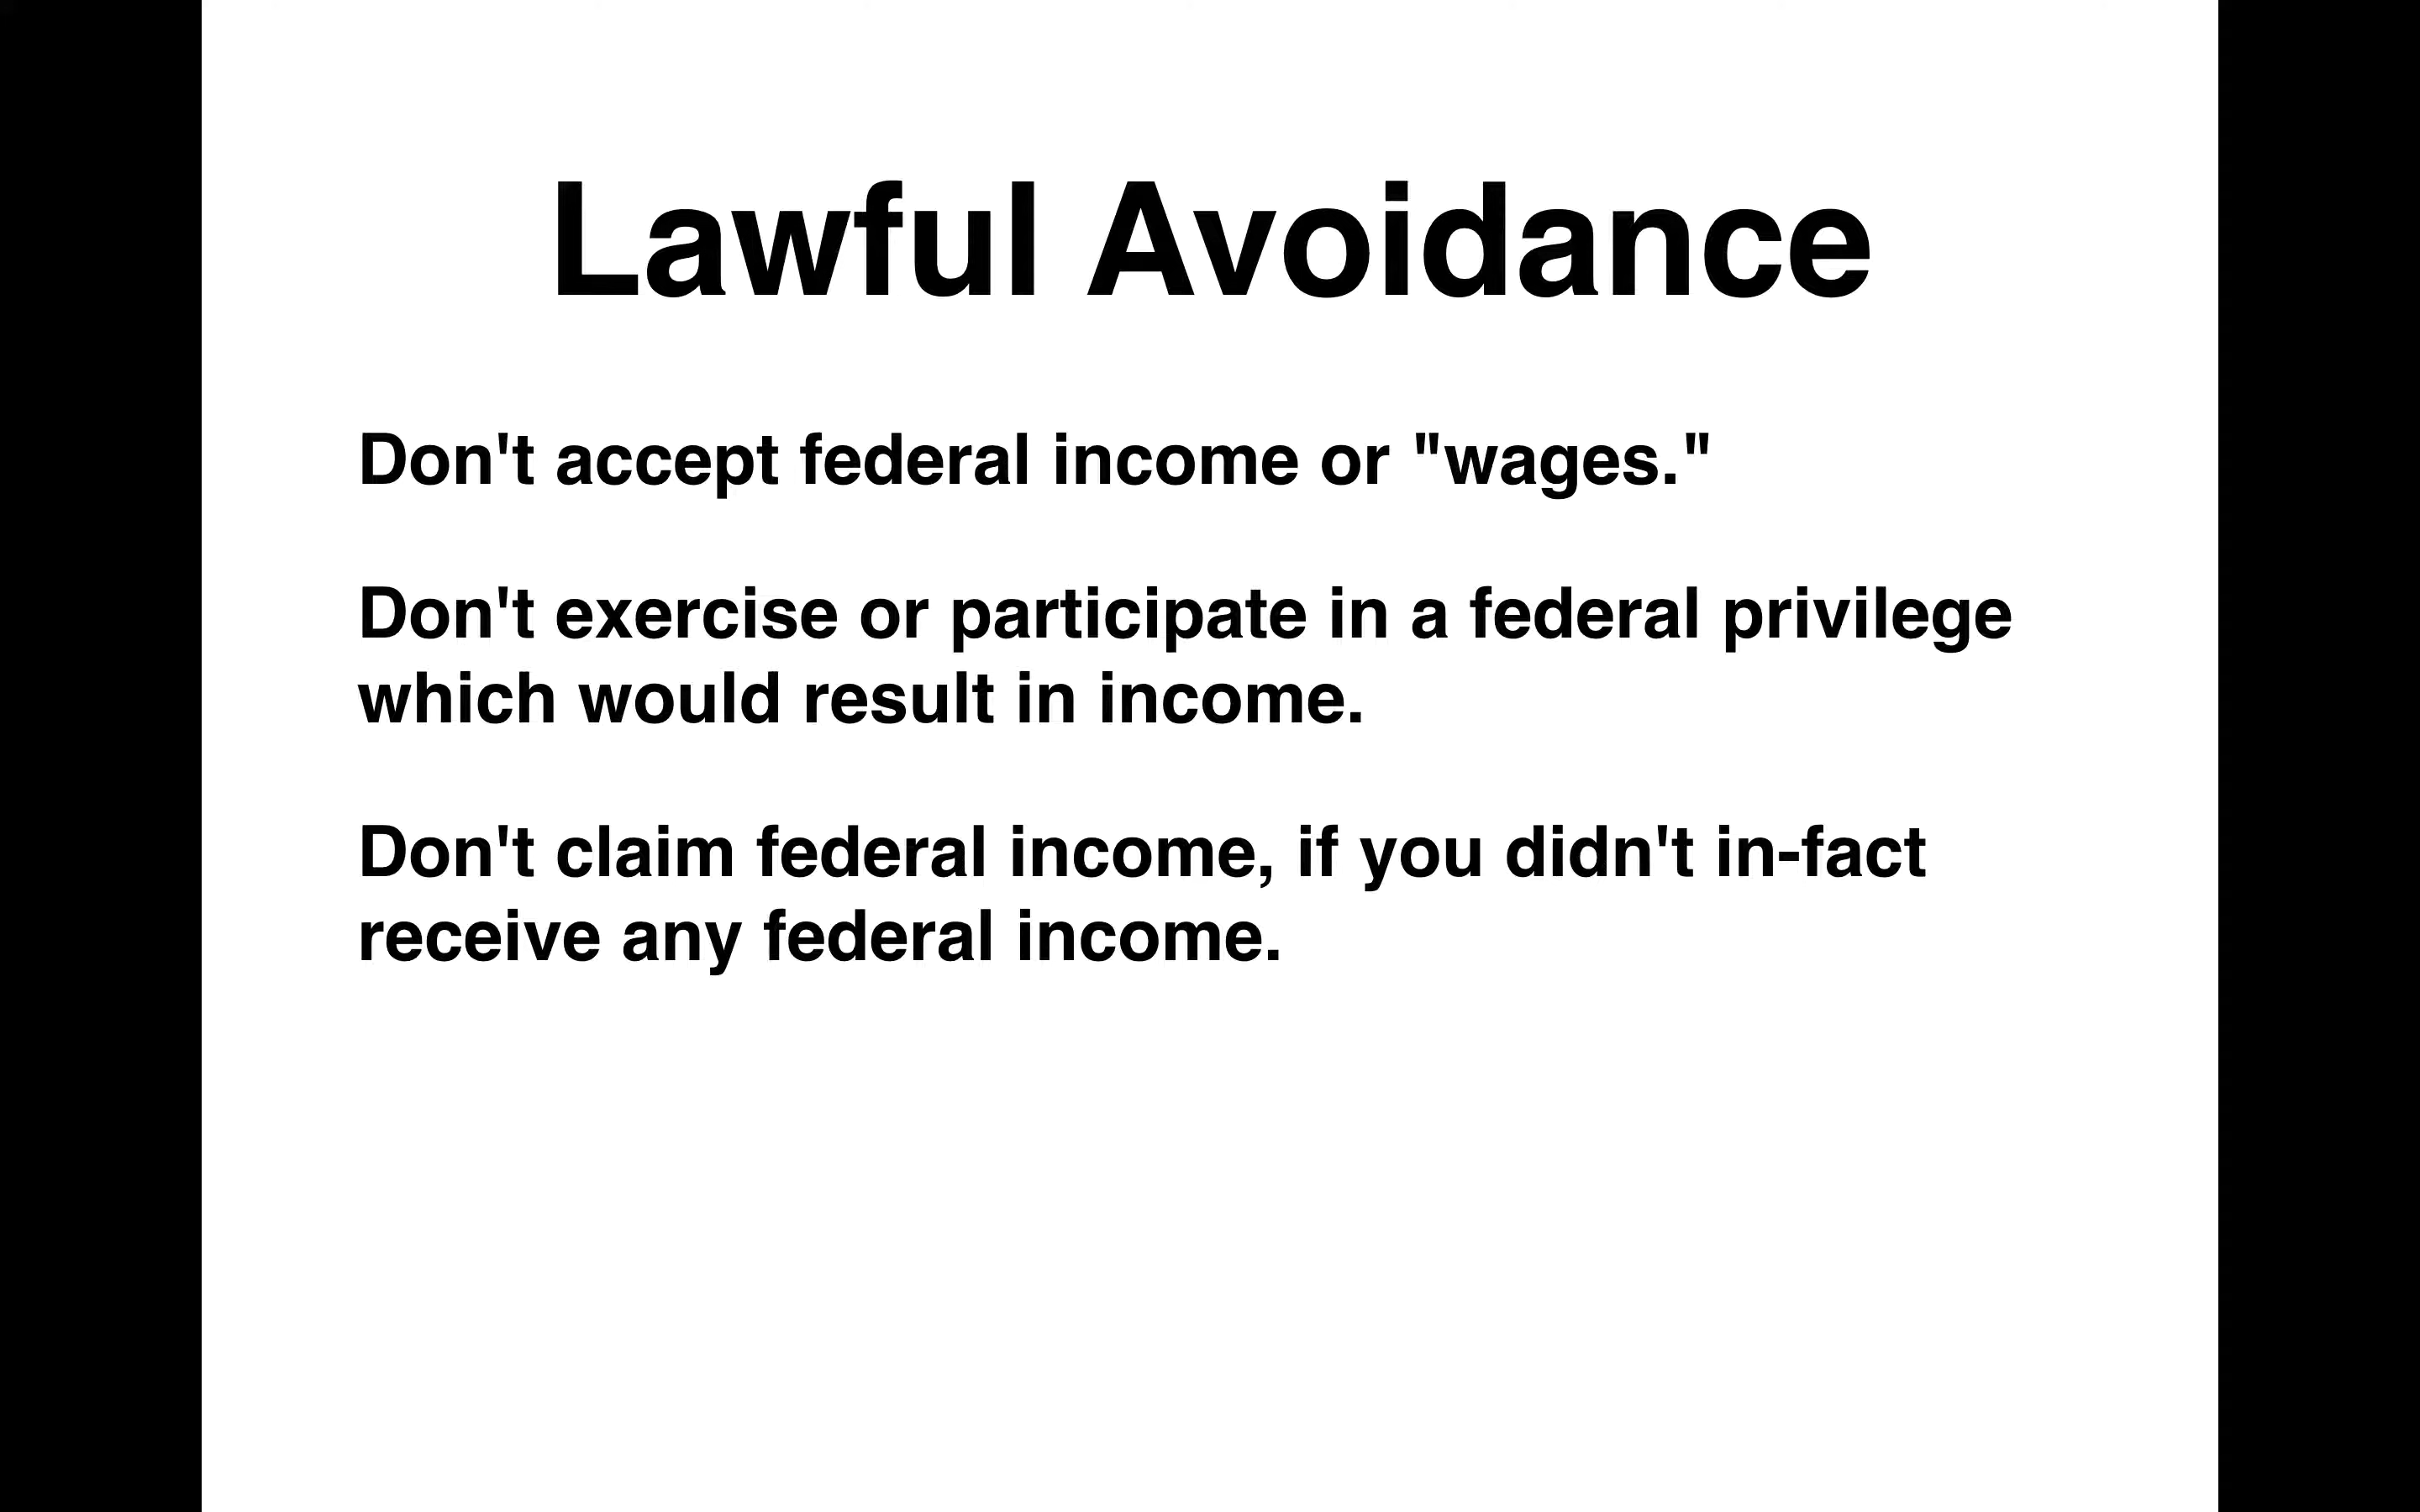 Lawful Avoidance
Don't accept federal income or "wages."
Don't exercise or participate in a federal privilege
which would result in income.
Don't claim federal income, if you didn't in-fact
receive any federal income.